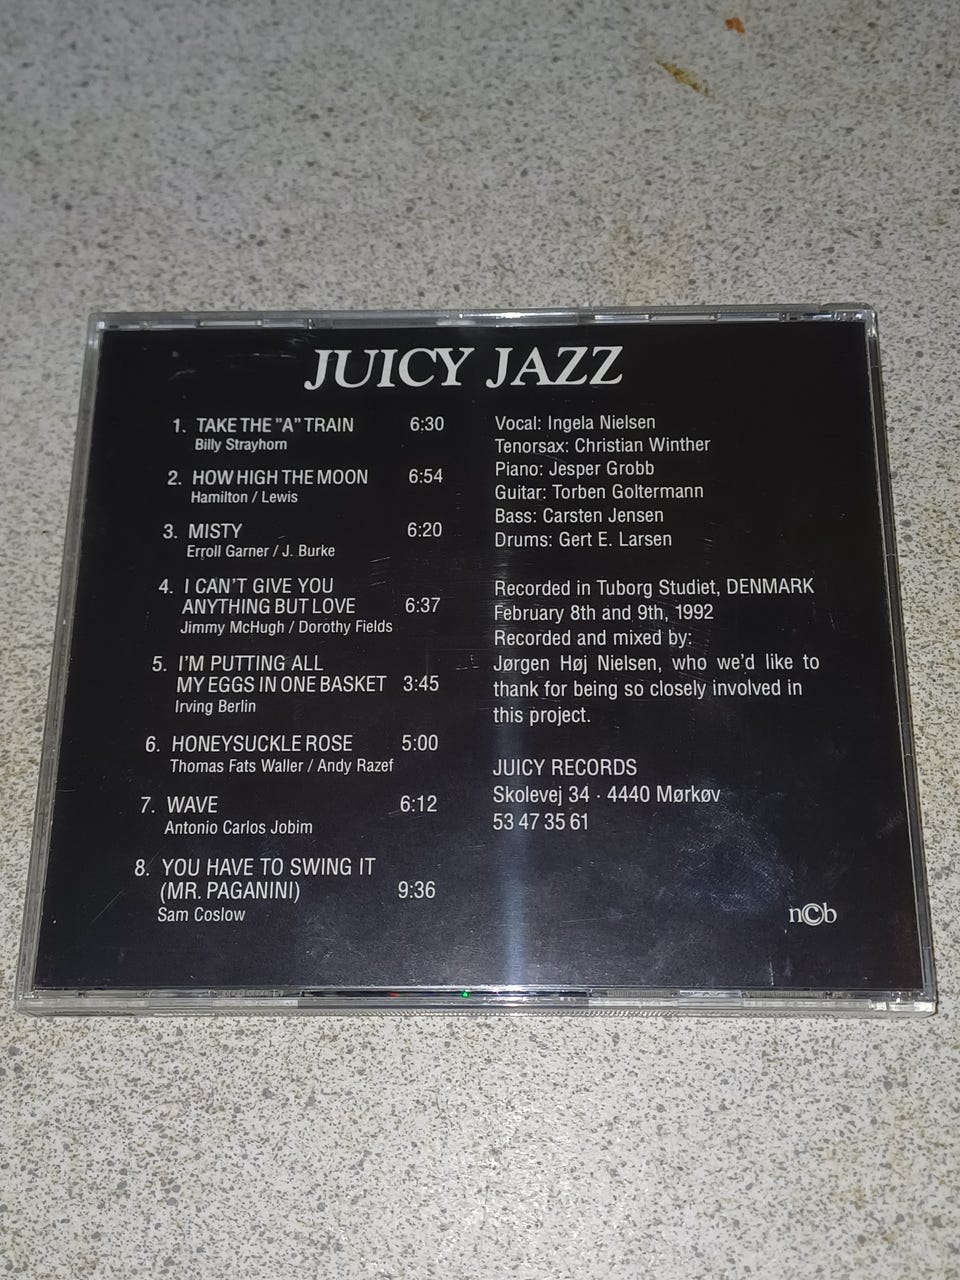 JUICY JAZZ
1. TAKE THE "A" TRAIN 6:30
Billy Strayhorn
2. HOW HIGH THE MOON 6:54
Hamilton / Lewis
3. MISTY 6:20
Erroll Garner / J. Burke
4. I CAN'T GIVE YOU
ANYTHING BUT LOVE 6:37
Jimmy McHugh / Dorothy Fields
5. I'M PUTTING ALL
MY EGGS IN ONE BASKET 3:45
Irving Berlin
6. HONEYSUCKLE ROSE 5:00
Thomas Fats Waller / Andy Razef
7. WAVE 6:12
Antonio Carlos Jobim
8. YOU HAVE TO SWING IT
(MR. PAGANINI) 9:36
Sam Coslow
Vocal: Ingela Nielsen
Tenorsax: Christian Winther
Piano: Jesper Grobb
Guitar: Torben Goltermann
Bass: Carsten Jensen
Drums: Gert E. Larsen
Recorded in Tuborg Studiet, DENMARK
February 8th and 9th, 1992
Recorded and mixed by:
Jørgen Høj Nielsen, who we'd like to
thank for being so closely involved in
this project.
JUICY RECORDS
Skolevej 34 · 4440 Mørkøv
53 47 35 61
n©b